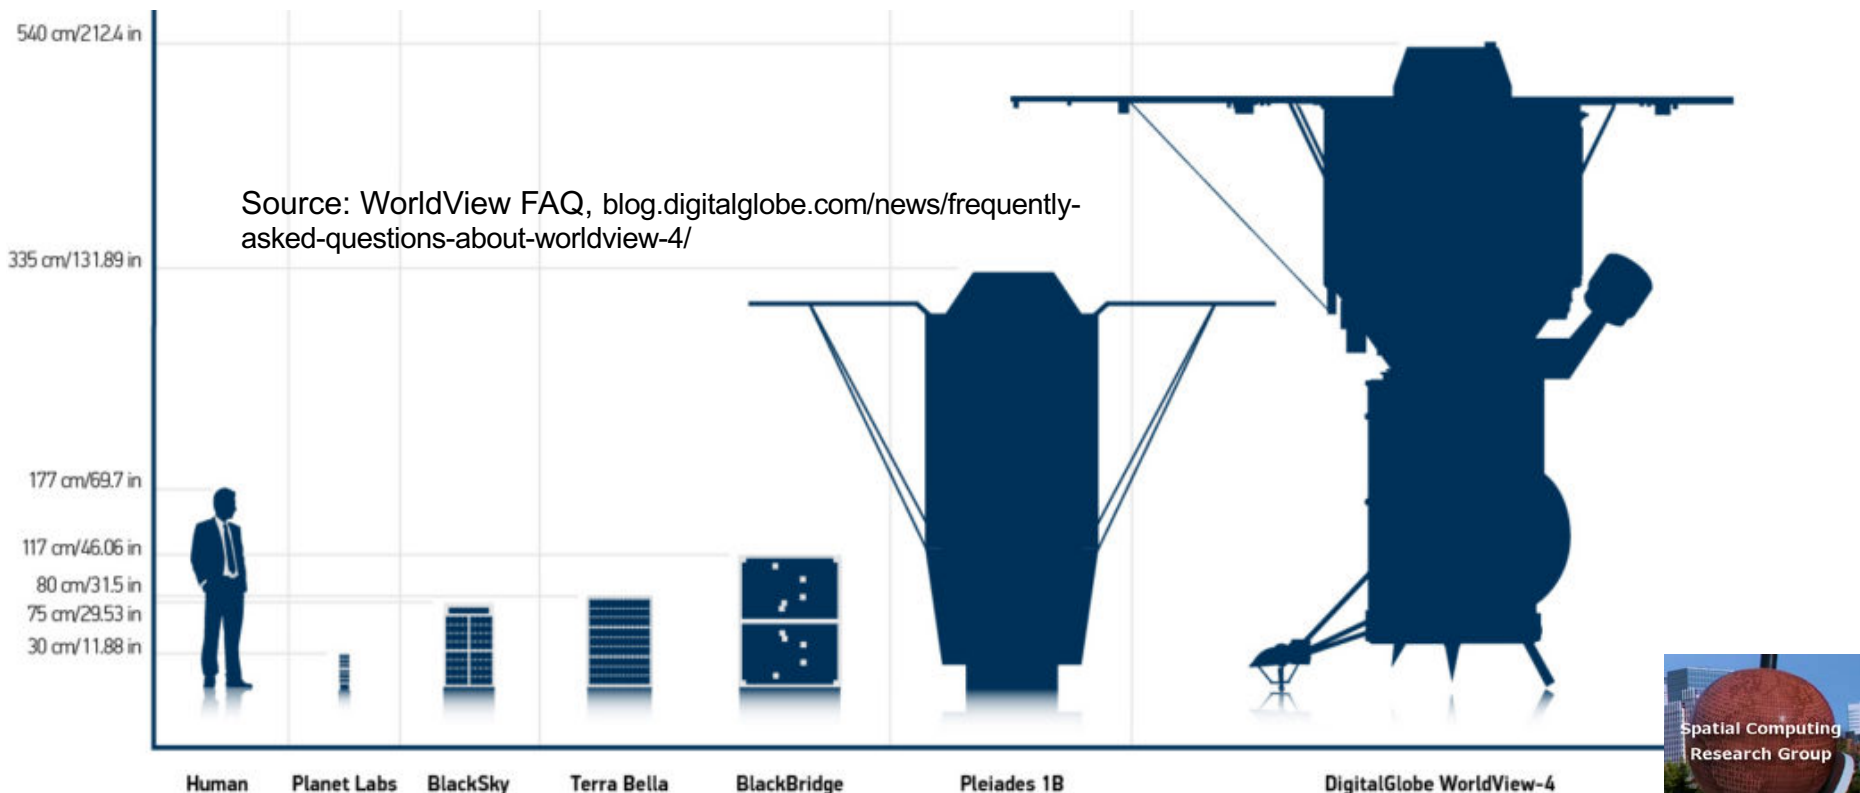 540 cm/212.4 in
Source: WorldView FAQ, blog.digitalglobe.com/news/frequently-
asked-questions-about-worldview-4/
335 cm/131.89 in
177 cm/69.7 in
117 cm/46.06 in
80 cm/31.5 in
75 cm/29.53 in
30 cm/11.88 in
Spatial Computing
Research Group
Human Planet Labs BlackSky Terra Bella BlackBridge Pleiades 1B DigitalGlobe WorldView-4